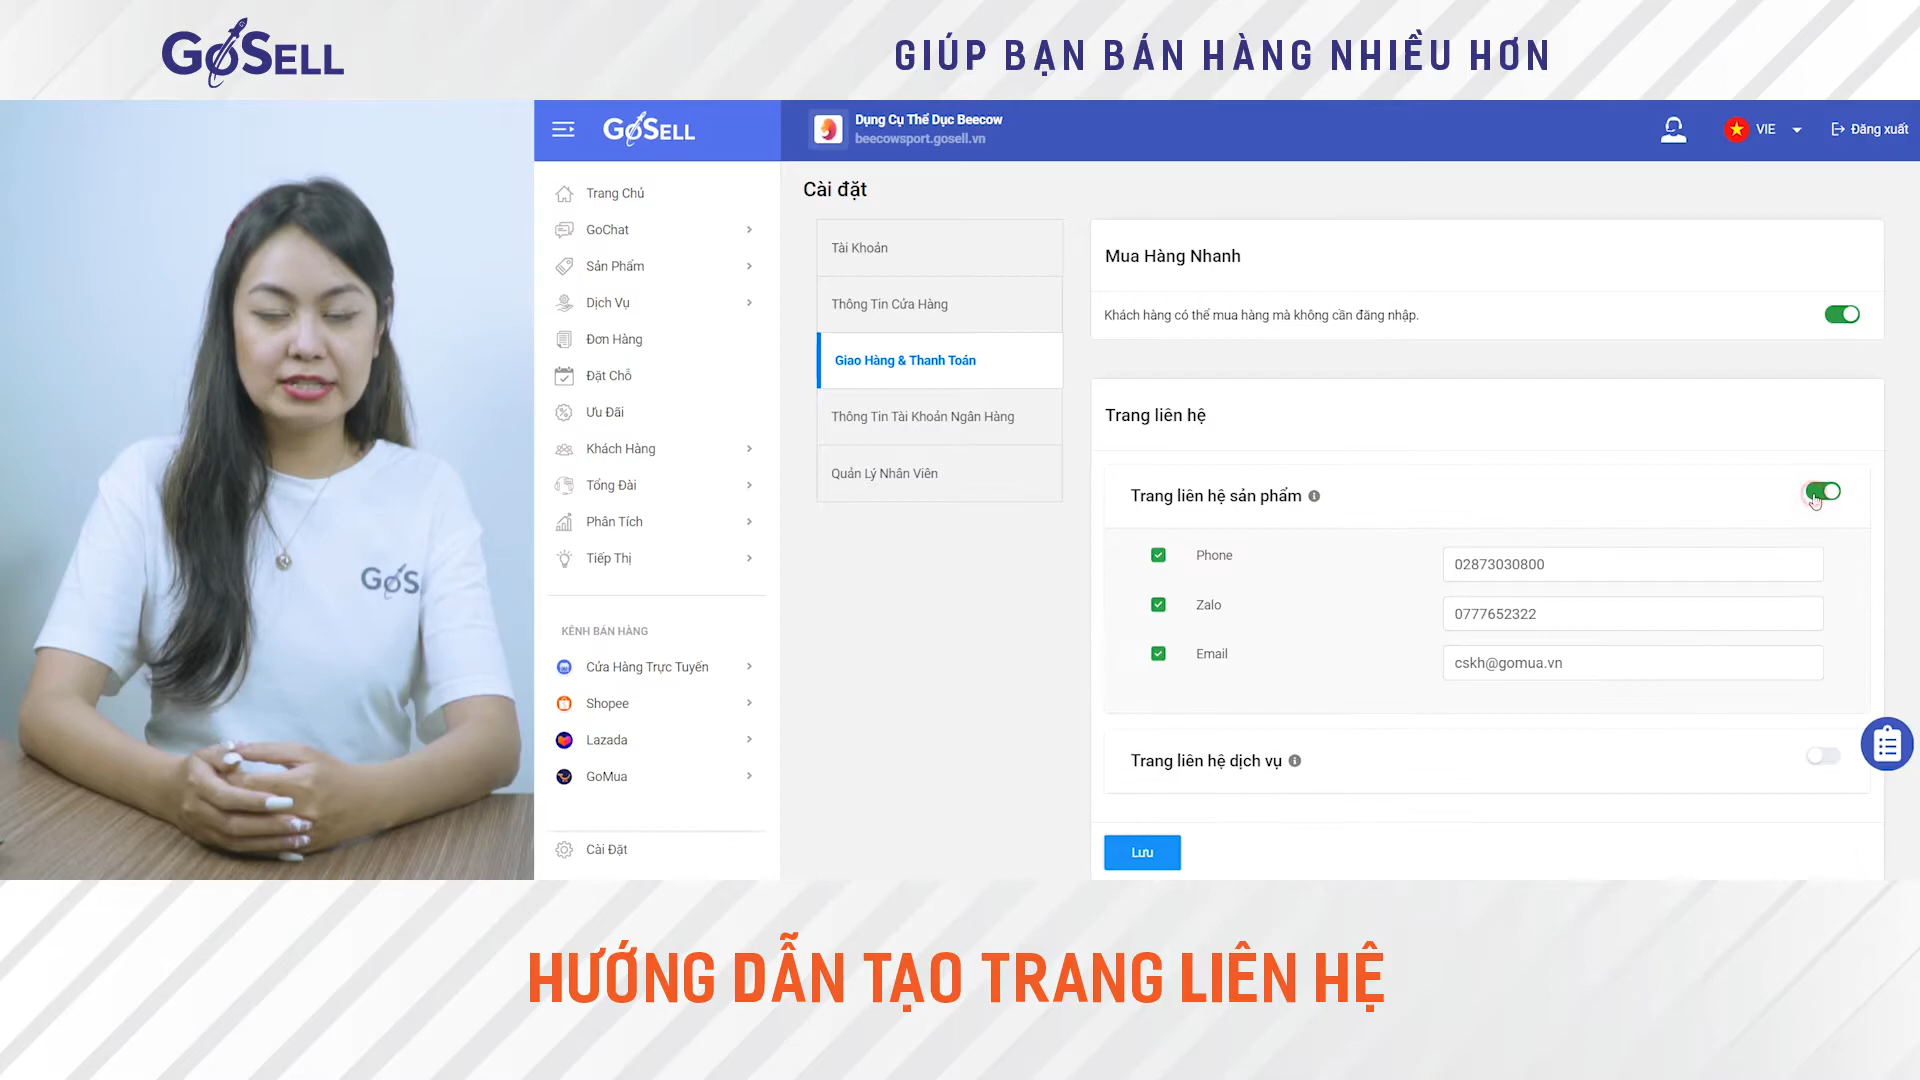 GoSELL
GIÚP BẠN BÁN HÀNG NHIỀU HƠN
GoSELL
Dụng Cụ Thể Dục Beecow
beecowsport.gosell.vn
VIE
Đăng xuất
Trang Chủ
GoChat
Sản Phẩm
Dịch Vụ
Đơn Hàng
Đặt Chỗ
Ưu Đãi
Khách Hàng
Tổng Đài
Phân Tích
Tiếp Thị
KÊNH BÁN HÀNG
Cửa Hàng Trực Tuyến
Shopee
Lazada
GoMua
Cài Đặt
Cài đặt
Tài Khoản
Thông Tin Cửa Hàng
Giao Hàng & Thanh Toán
Thông Tin Tài Khoản Ngân Hàng
Quản Lý Nhân Viên
Mua Hàng Nhanh
Khách hàng có thể mua hàng mà không cần đăng nhập.
Trang liên hệ
Trang liên hệ sản phẩm
Phone
02873030800
Zalo
0777652322
Email
cskh@gomua.vn
Trang liên hệ dịch vụ
Lưu
GoS
HƯỚNG DẪN TẠO TRANG LIÊN HỆ